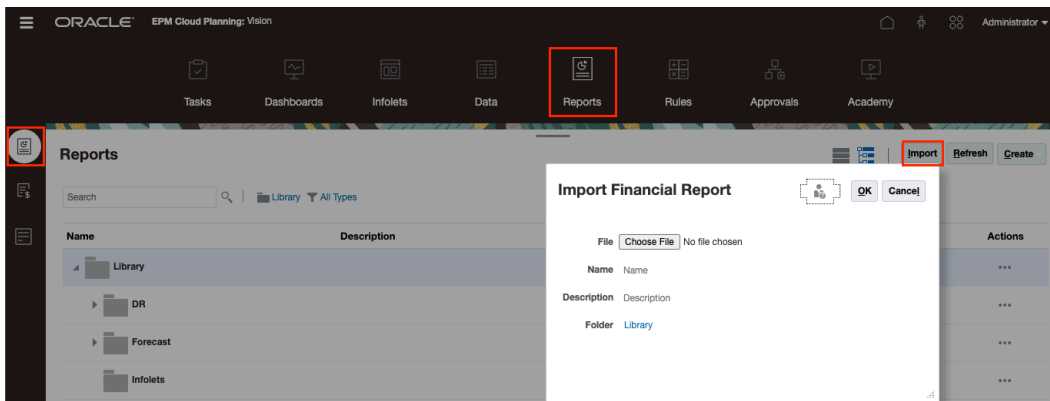 ORACLE EPM Cloud Planning: Vision Administrator
Tasks Dashboards Infolets Data Reports Rules Approvals Academy
Reports Import Refresh Create
Search Library All Types
Import Financial Report OK Cancel
Name Description Actions
File Choose File No file chosen
Library
Name Name
Description Description
DR
Folder Library
Forecast
Infolets